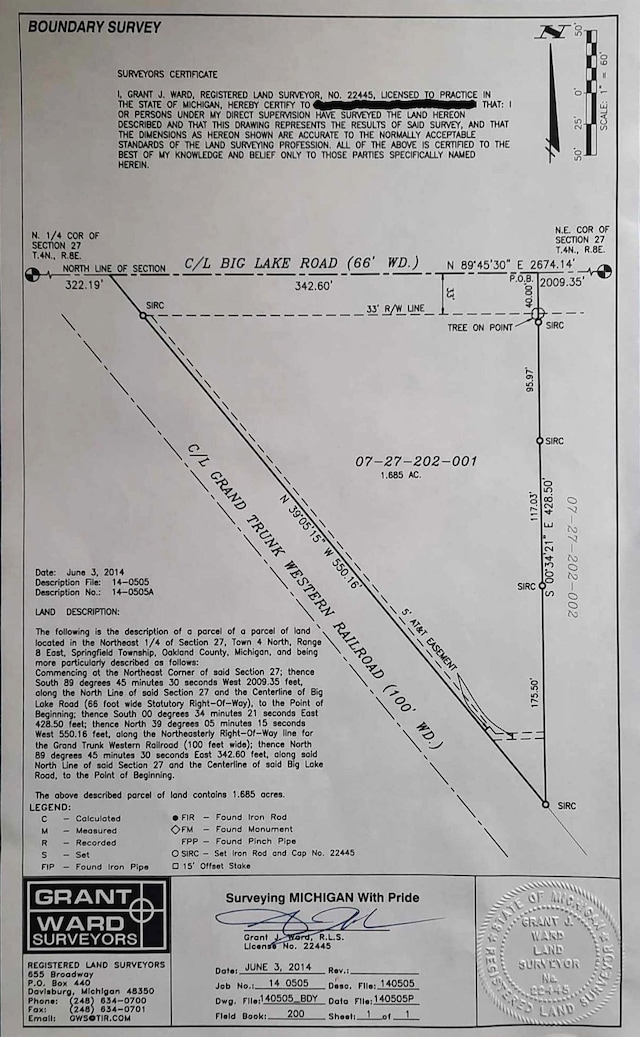 BOUNDARY SURVEY
N
50'
0'
25'
50'
SCALE: 1" = 60'
SURVEYORS CERTIFICATE
I, GRANT J. WARD, REGISTERED LAND SURVEYOR, NO. 22445, LICENSED TO PRACTICE IN
THE STATE OF MICHIGAN, HEREBY CERTIFY TO THAT: I
OR PERSONS UNDER MY DIRECT SUPERVISION HAVE SURVEYED THE LAND HEREON
DESCRIBED AND THAT THIS DRAWING REPRESENTS THE RESULTS OF SAID SURVEY, AND THAT
THE DIMENSIONS AS HEREON SHOWN ARE ACCURATE TO THE NORMALLY ACCEPTABLE
STANDARDS OF THE LAND SURVEYING PROFESSION. ALL OF THE ABOVE IS CERTIFIED TO THE
BEST OF MY KNOWLEDGE AND BELIEF ONLY TO THOSE PARTIES SPECIFICALLY NAMED
HEREIN.
N. 1/4 COR OF
SECTION 27
T.4N., R.8E.
N.E. COR OF
SECTION 27
T.4N., R.8E.
NORTH LINE OF SECTION
C/L BIG LAKE ROAD (66' WD.)
N 89°45'30" E 2674.14'
322.19'
342.60'
33'
P.O.B.
40.00'
2009.35'
SIRC
33' R/W LINE
TREE ON POINT
SIRC
95.97'
SIRC
07-27-202-001
1.685 AC.
C/L GRAND TRUNK WESTERN RAILROAD (100' WD.)
N 39°05'15" W 550.16'
117.03'
S 00°34'21" E 428.50'
07-27-202-002
SIRC
5' AT&T EASEMENT
175.50'
SIRC
Date: June 3, 2014
Description File: 14-0505
Description No.: 14-0505A
LAND DESCRIPTION:
The following is the description of a parcel of a parcel of land
located in the Northeast 1/4 of Section 27, Town 4 North, Range
8 East, Springfield Township, Oakland County, Michigan, and being
more particularly described as follows:
Commencing at the Northeast Corner of said Section 27; thence
South 89 degrees 45 minutes 30 seconds West 2009.35 feet,
along the North Line of said Section 27 and the Centerline of Big
Lake Road (66 foot wide Statutory Right-Of-Way), to the Point of
Beginning; thence South 00 degrees 34 minutes 21 seconds East
428.50 feet; thence North 39 degrees 05 minutes 15 seconds
West 550.16 feet, along the Northeasterly Right-Of-Way line for
the Grand Trunk Western Railroad (100 feet wide); thence North
89 degrees 45 minutes 30 seconds East 342.60 feet, along said
North Line of said Section 27 and the Centerline of said Big Lake
Road, to the Point of Beginning.
The above described parcel of land contains 1.685 acres.
LEGEND:
C - Calculated
M - Measured
R - Recorded
S - Set
FIP - Found Iron Pipe
FIR - Found Iron Rod
FM - Found Monument
FPP - Found Pinch Pipe
SIRC - Set Iron Rod and Cap No. 22445
15' Offset Stake
GRANT
WARD
SURVEYORS
REGISTERED LAND SURVEYORS
655 Broadway
P.O. Box 440
Davisburg, Michigan 48350
Phone: (248) 634-0700
Fax: (248) 634-0701
Email: GWS@TIR.COM
Surveying MICHIGAN With Pride
Grant J. Ward, R.L.S.
License No. 22445
Date: JUNE 3, 2014 Rev.:
Job No.: 14 0505 Desc. File: 140505
Dwg. File: 140505_BDY Data File: 140505P
Field Book: 200 Sheet: 1 of 1
STATE OF MICHIGAN
GRANT J.
WARD
LAND
SURVEYOR
No.
22445
REGISTERED LAND SURVEYOR